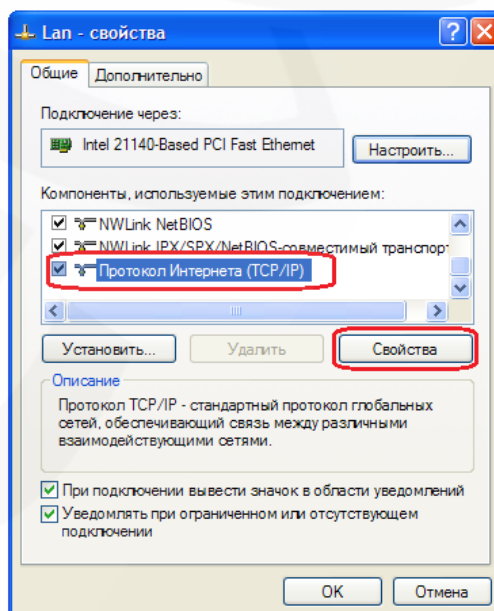 Lan - свойства
Общие
Дополнительно
Подключение через:
Intel 21140-Based PCI Fast Ethernet
Настроить...
Компоненты, используемые этим подключением:
NWLink NetBIOS
NWLink IPX/SPX/NetBIOS-совместимый транспорт
Протокол Интернета (TCP/IP)
Установить...
Удалить
Свойства
Описание
Протокол TCP/IP - стандартный протокол глобальных
сетей, обеспечивающий связь между различными
взаимодействующими сетями.
При подключении вывести значок в области уведомлений
Уведомлять при ограниченном или отсутствующем
подключении
OK
Отмена